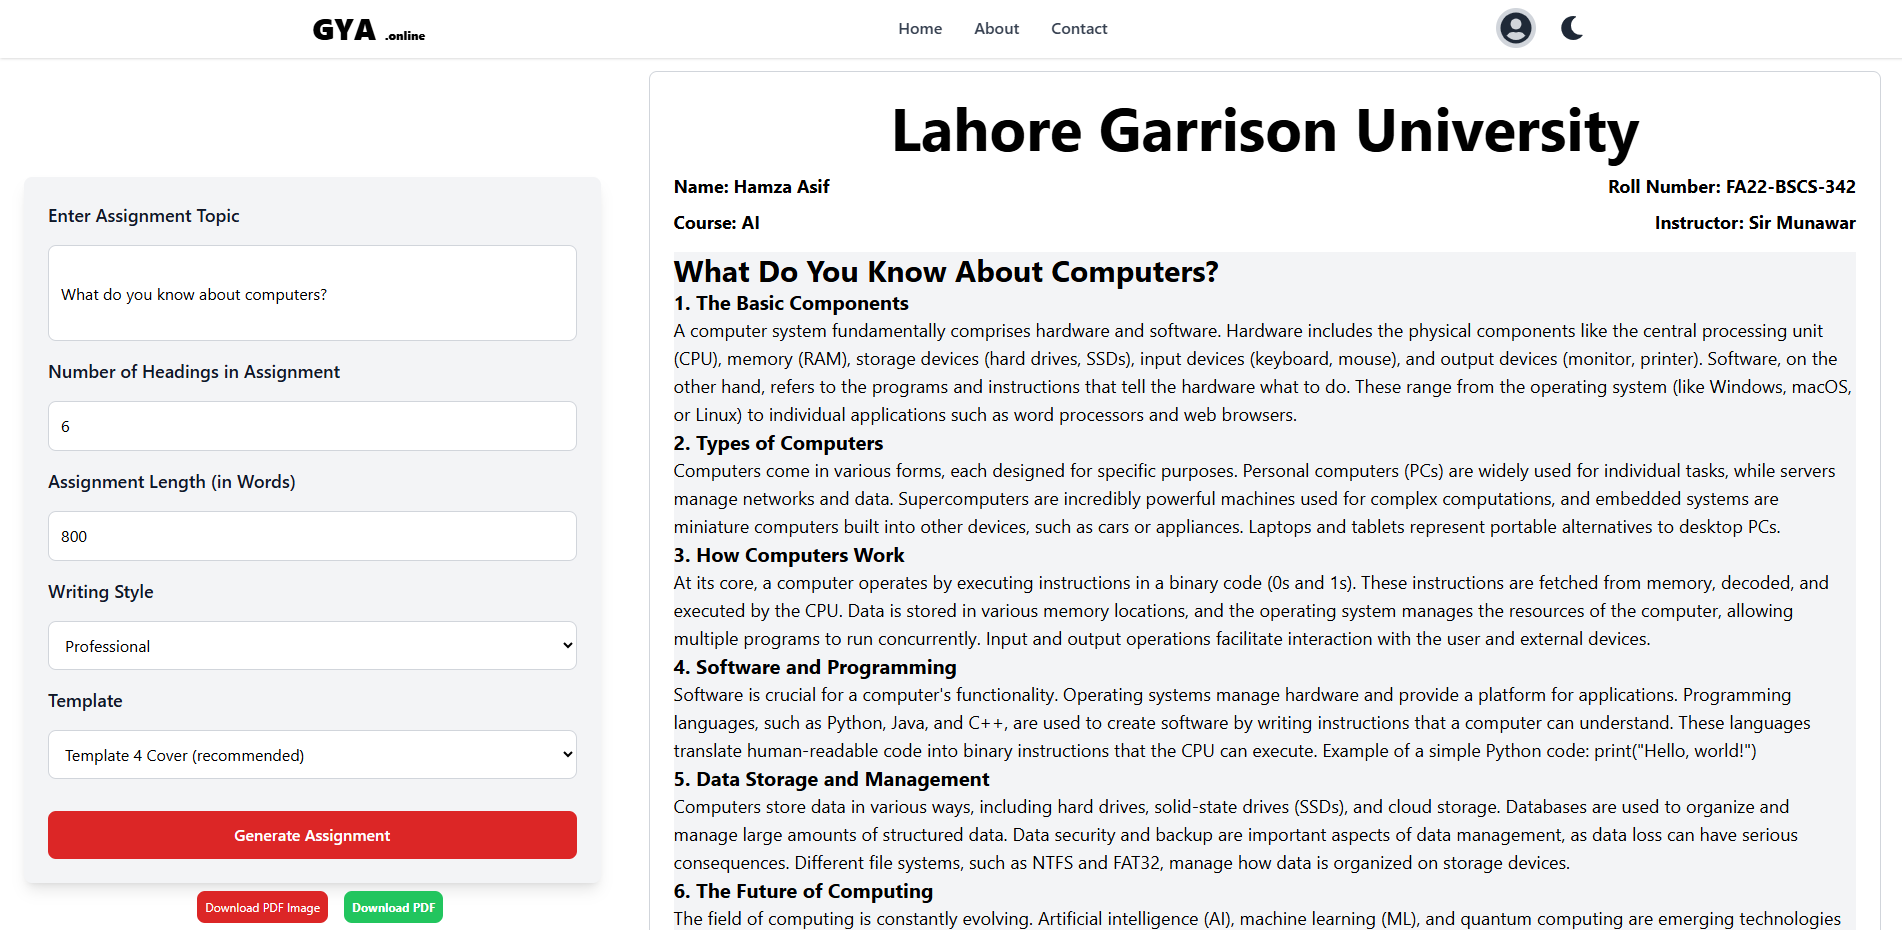 GYA .online
Home About Contact
Enter Assignment Topic
What do you know about computers?
Number of Headings in Assignment
6
Assignment Length (in Words)
800
Writing Style
Professional
Template
Template 4 Cover (recommended)
Generate Assignment
Download PDF Image Download PDF
Lahore Garrison University
Name: Hamza Asif Roll Number: FA22-BSCS-342
Course: AI Instructor: Sir Munawar
What Do You Know About Computers?
1. The Basic Components
A computer system fundamentally comprises hardware and software. Hardware includes the physical components like the central processing unit
(CPU), memory (RAM), storage devices (hard drives, SSDs), input devices (keyboard, mouse), and output devices (monitor, printer). Software, on the
other hand, refers to the programs and instructions that tell the hardware what to do. These range from the operating system (like Windows, macOS,
or Linux) to individual applications such as word processors and web browsers.
2. Types of Computers
Computers come in various forms, each designed for specific purposes. Personal computers (PCs) are widely used for individual tasks, while servers
manage networks and data. Supercomputers are incredibly powerful machines used for complex computations, and embedded systems are
miniature computers built into other devices, such as cars or appliances. Laptops and tablets represent portable alternatives to desktop PCs.
3. How Computers Work
At its core, a computer operates by executing instructions in a binary code (0s and 1s). These instructions are fetched from memory, decoded, and
executed by the CPU. Data is stored in various memory locations, and the operating system manages the resources of the computer, allowing
multiple programs to run concurrently. Input and output operations facilitate interaction with the user and external devices.
4. Software and Programming
Software is crucial for a computer's functionality. Operating systems manage hardware and provide a platform for applications. Programming
languages, such as Python, Java, and C++, are used to create software by writing instructions that a computer can understand. These languages
translate human-readable code into binary instructions that the CPU can execute. Example of a simple Python code: print("Hello, world!")
5. Data Storage and Management
Computers store data in various ways, including hard drives, solid-state drives (SSDs), and cloud storage. Databases are used to organize and
manage large amounts of structured data. Data security and backup are important aspects of data management, as data loss can have serious
consequences. Different file systems, such as NTFS and FAT32, manage how data is organized on storage devices.
6. The Future of Computing
The field of computing is constantly evolving. Artificial intelligence (AI), machine learning (ML), and quantum computing are emerging technologies